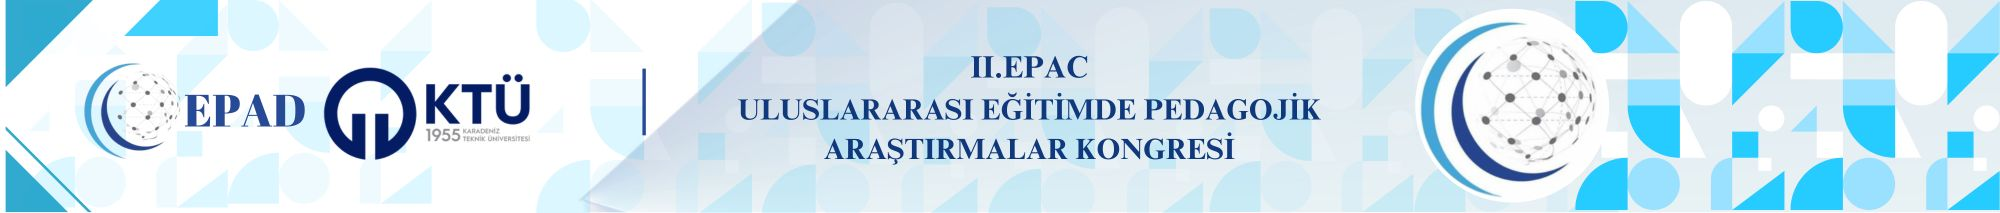 EPAD
KTÜ
1955 KARADENİZ
TEKNİK ÜNİVERSİTESİ
II.EPAC
ULUSLARARASI EĞİTİMDE PEDAGOJİK
ARAŞTIRMALAR KONGRESİ